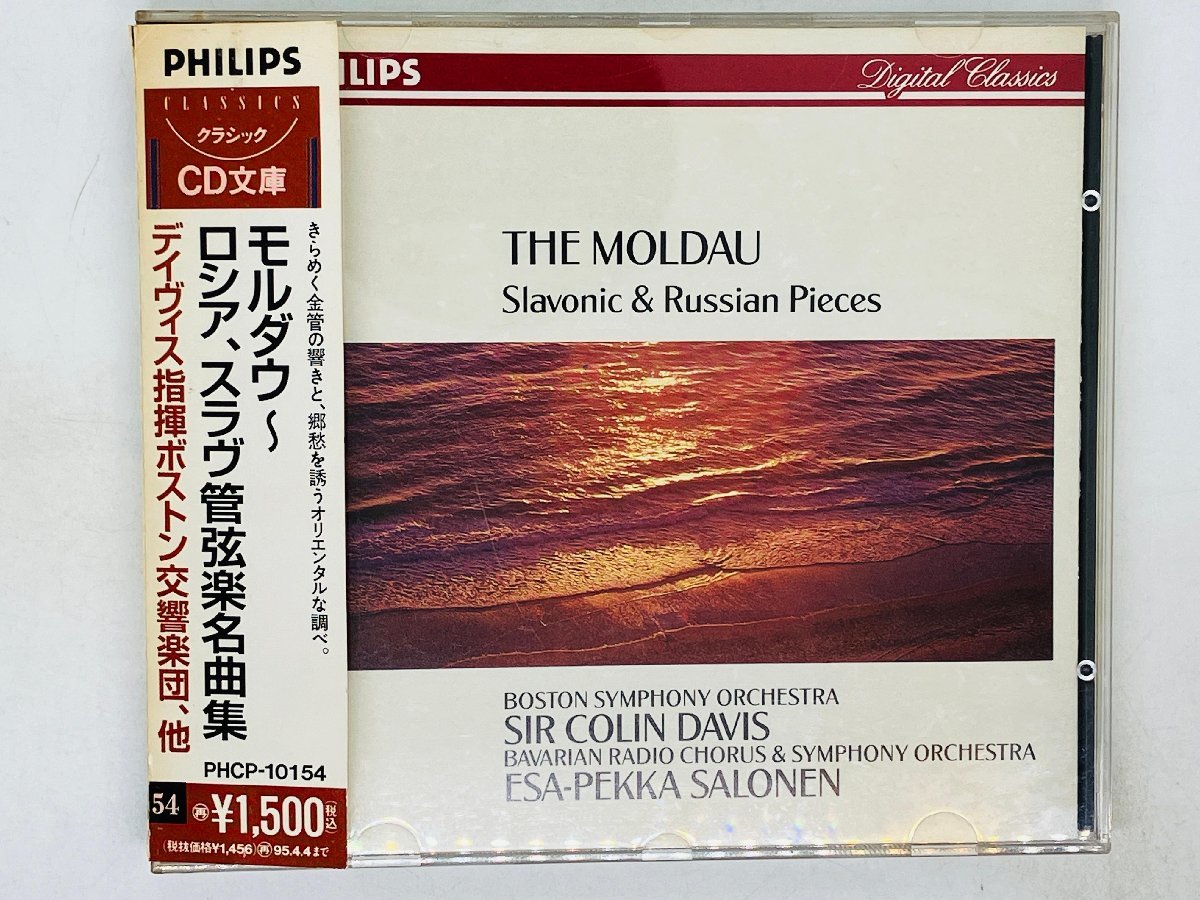 PHILIPS
CLASSICS
クラシック
CD文庫
きらめく金管の響きと、郷愁を誘うオリエンタルな調べ。
モルダウ〜
ロシア、スラヴ管弦楽名曲集
デイヴィス指揮ボストン交響楽団、他
PHCP-10154
54
再 ¥1,500 (税込)
(税抜価格¥1,456) 再 95.4.4まで
ILIPS
Digital Classics
THE MOLDAU
Slavonic & Russian Pieces
BOSTON SYMPHONY ORCHESTRA
SIR COLIN DAVIS
BAVARIAN RADIO CHORUS & SYMPHONY ORCHESTRA
ESA-PEKKA SALONEN